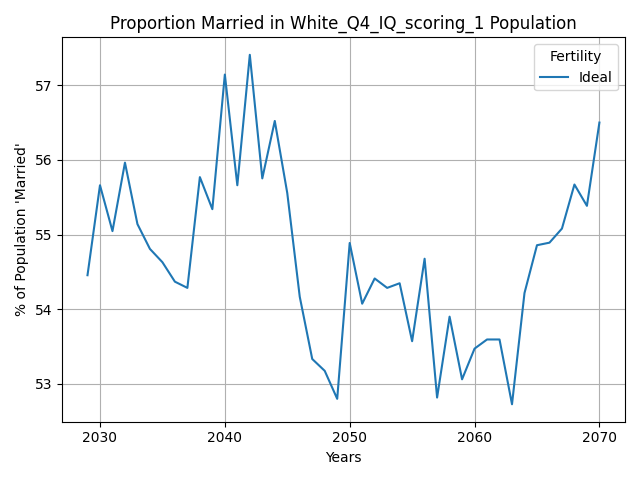 Proportion Married in White_Q4_IQ_scoring_1 Population
Fertility
Ideal
% of Population 'Married'
57
56
55
54
53
2030 2040 2050 2060 2070
Years